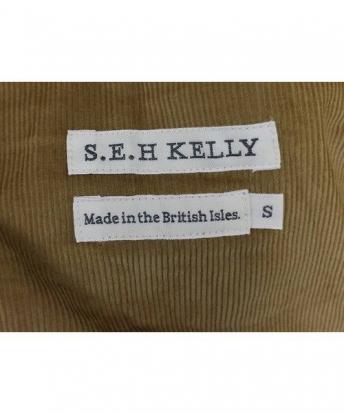 S.E.H KELLY
Made in the British Isles. S